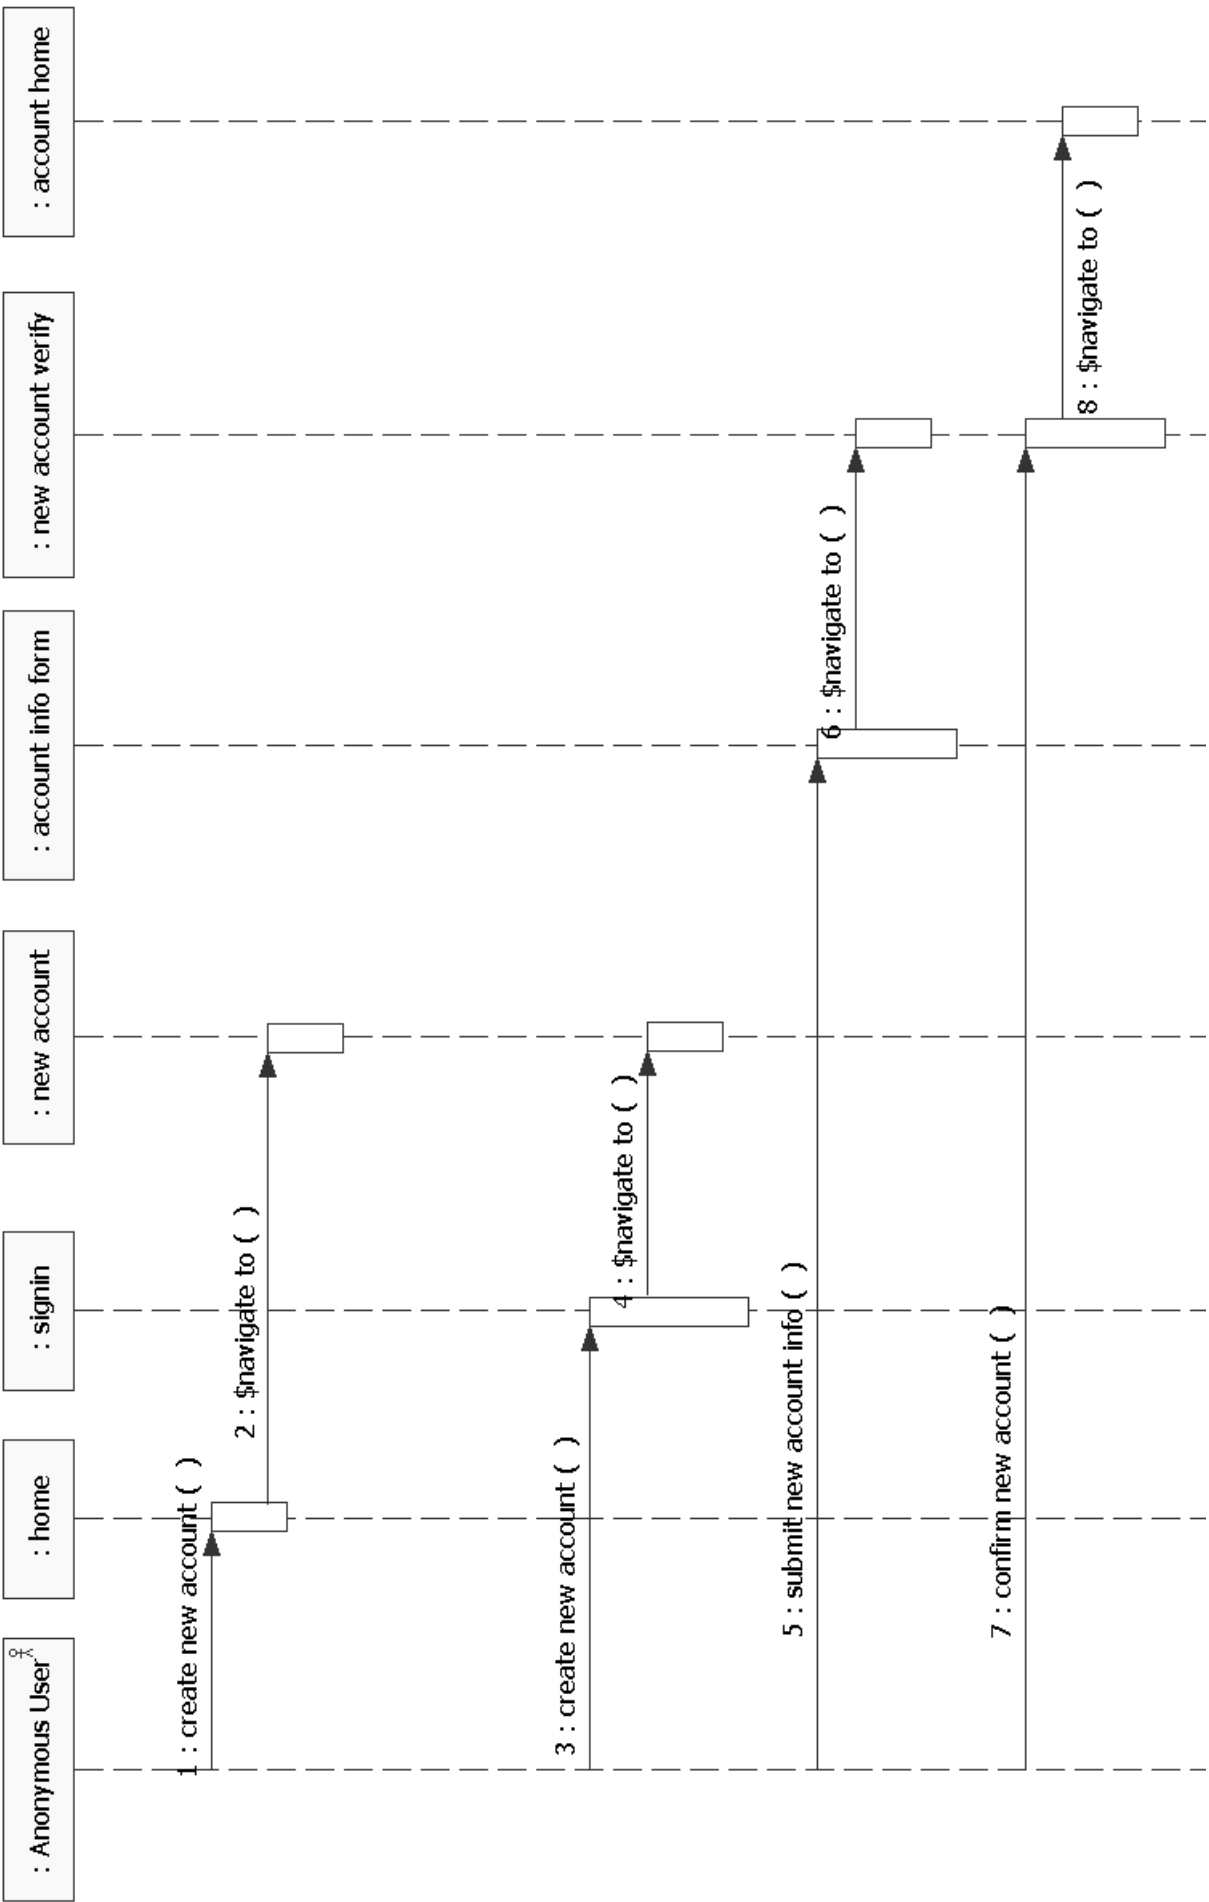 : Anonymous User
: home
: signin
: new account
: account info form
: new account verify
: account home
1 : create new account ( )
2 : $navigate to ( )
3 : create new account ( )
4 : $navigate to ( )
5 : submit new account info ( )
6 : $navigate to ( )
7 : confirm new account ( )
8 : $navigate to ( )